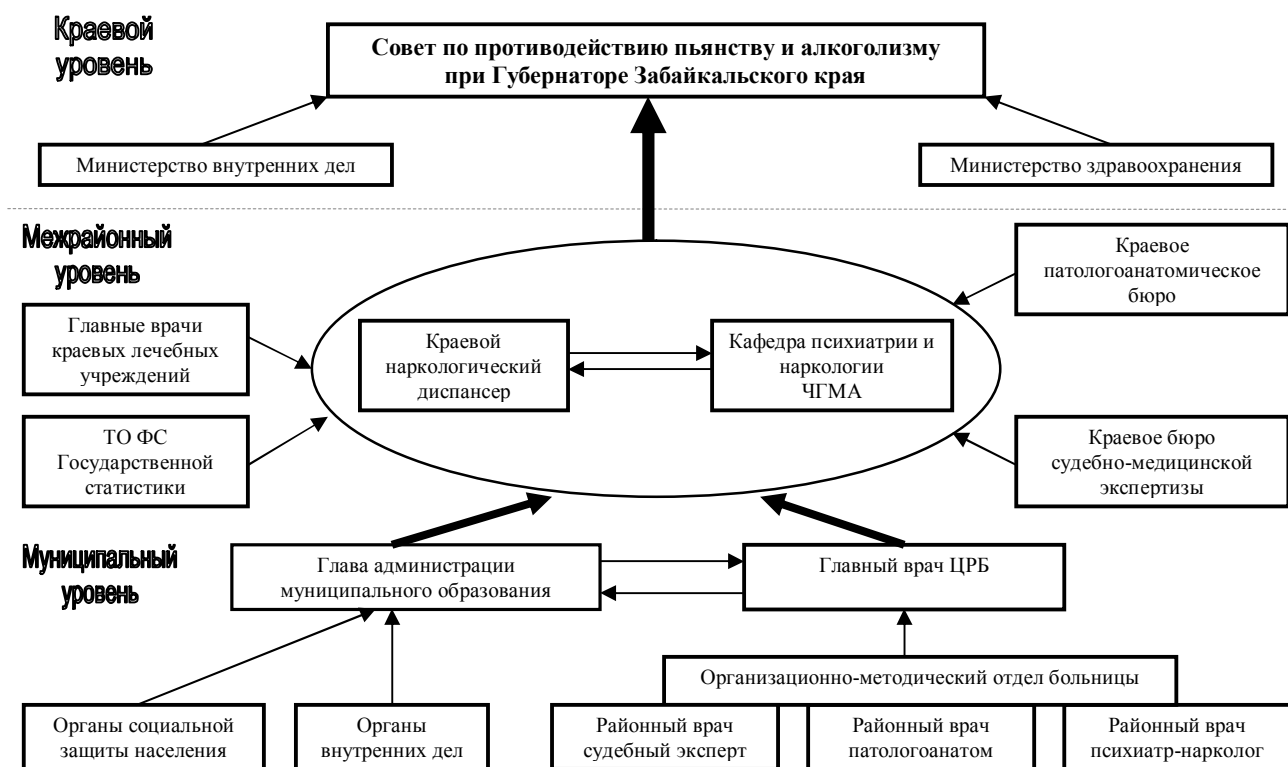 Краевой
уровень
Совет по противодействию пьянству и алкоголизму
при Губернаторе Забайкальского края
Министерство внутренних дел
Министерство здравоохранения
Межрайонный
уровень
Краевое
патологоанатомическое
бюро
Главные врачи
краевых лечебных
учреждений
Краевой
наркологический
диспансер
Кафедра психиатрии и
наркологии
ЧГМА
ТО ФС
Государственной
статистики
Краевое бюро
судебно-медицинской
экспертизы
Муниципальный
уровень
Глава администрации
муниципального образования
Главный врач ЦРБ
Организационно-методический отдел больницы
Органы социальной
защиты населения
Органы
внутренних дел
Районный врач
судебный эксперт
Районный врач
патологоанатом
Районный врач
психиатр-нарколог